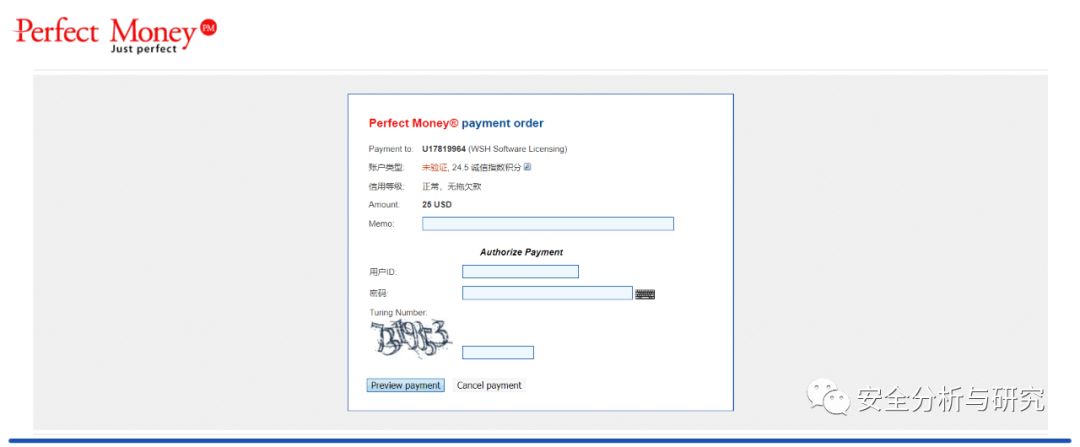 Perfect Money PM
Just perfect
Perfect Money® payment order
Payment to: U17819964 (WSH Software Licensing)
账户类型: 未验证, 24.5 诚信指数积分
信用等级: 正常，无拖欠款
Amount: 25 USD
Memo:
Authorize Payment
用户ID:
密码:
Turing Number:
Preview payment Cancel payment
安全分析与研究